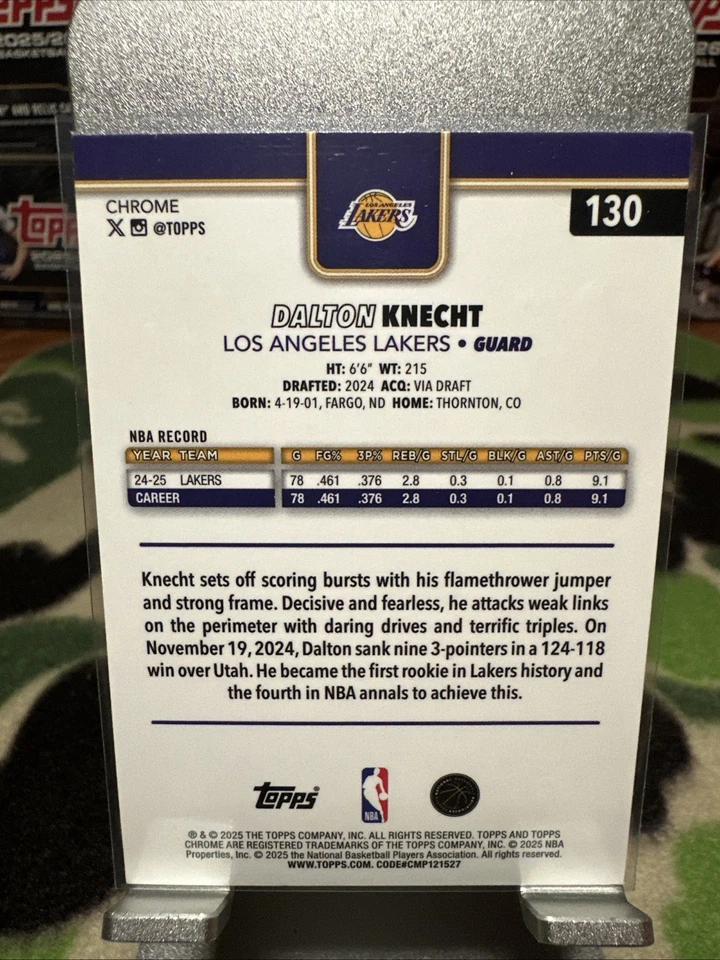 2025/2
BASKETBA
Topp
CHROME
@TOPPS
LOS ANGELES
LAKERS
130
DALTON KNECHT
LOS ANGELES LAKERS • GUARD
HT: 6'6" WT: 215
DRAFTED: 2024 ACQ: VIA DRAFT
BORN: 4-19-01, FARGO, ND HOME: THORNTON, CO
NBA RECORD
YEAR TEAM G FG% 3P% REB/G STL/G BLK/G AST/G PTS/G
24-25 LAKERS 78 .461 .376 2.8 0.3 0.1 0.8 9.1
CAREER 78 .461 .376 2.8 0.3 0.1 0.8 9.1
Knecht sets off scoring bursts with his flamethrower jumper
and strong frame. Decisive and fearless, he attacks weak links
on the perimeter with daring drives and terrific triples. On
November 19, 2024, Dalton sank nine 3-pointers in a 124-118
win over Utah. He became the first rookie in Lakers history and
the fourth in NBA annals to achieve this.
Topps®
NBA
® & © 2025 THE TOPPS COMPANY, INC. ALL RIGHTS RESERVED. TOPPS AND TOPPS
CHROME ARE REGISTERED TRADEMARKS OF THE TOPPS COMPANY, INC. © 2025 NBA
Properties, Inc. © 2025 the National Basketball Players Association. All rights reserved.
WWW.TOPPS.COM. CODE#CMP121527